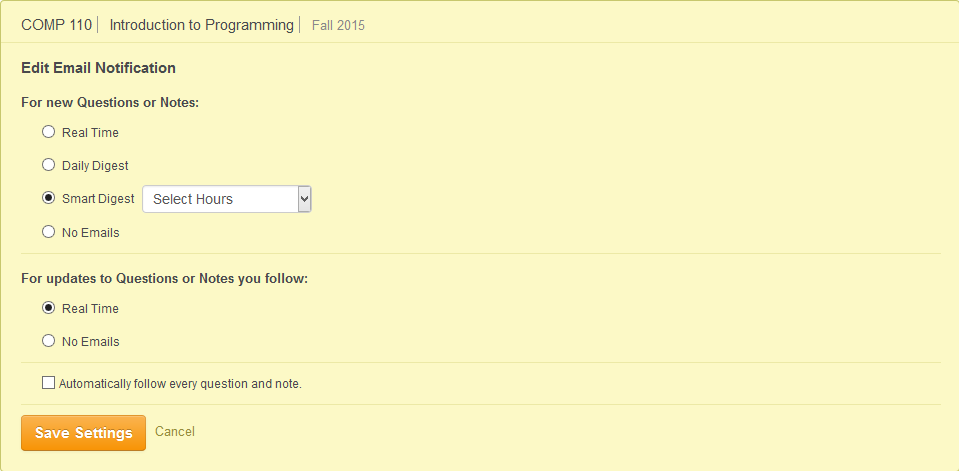 COMP 110 Introduction to Programming Fall 2015
Edit Email Notification
For new Questions or Notes:
Real Time
Daily Digest
Smart Digest Select Hours
No Emails
For updates to Questions or Notes you follow:
Real Time
No Emails
Automatically follow every question and note.
Save Settings Cancel